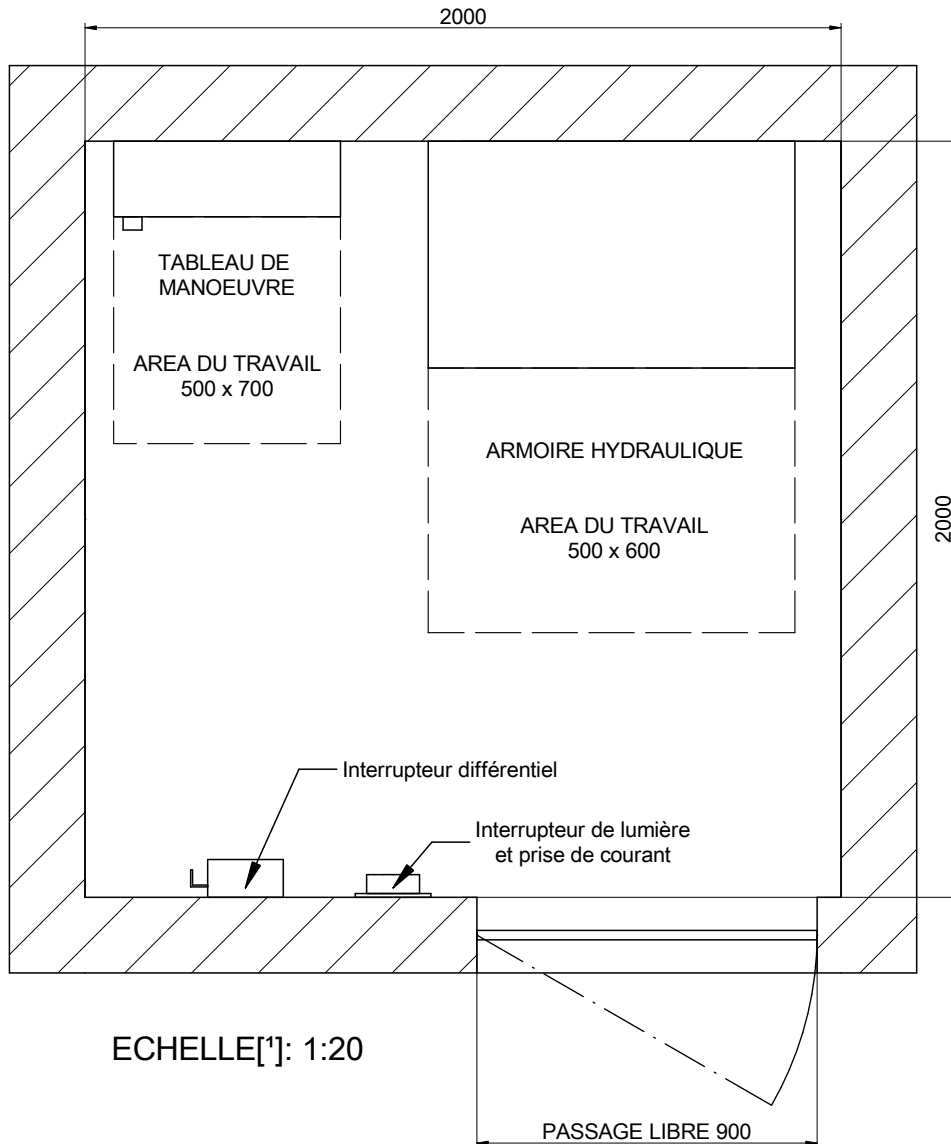 2000
TABLEAU DE
MANOEUVRE
AREA DU TRAVAIL
500 x 700
ARMOIRE HYDRAULIQUE
AREA DU TRAVAIL
500 x 600
2000
Interrupteur différentiel
Interrupteur de lumière
et prise de courant
ECHELLE[¹]: 1:20
PASSAGE LIBRE 900